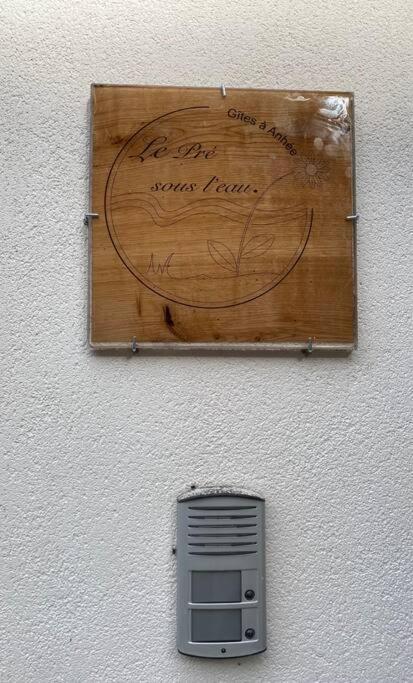 Gîtes à Anhée
Le Pré
sous l'eau.